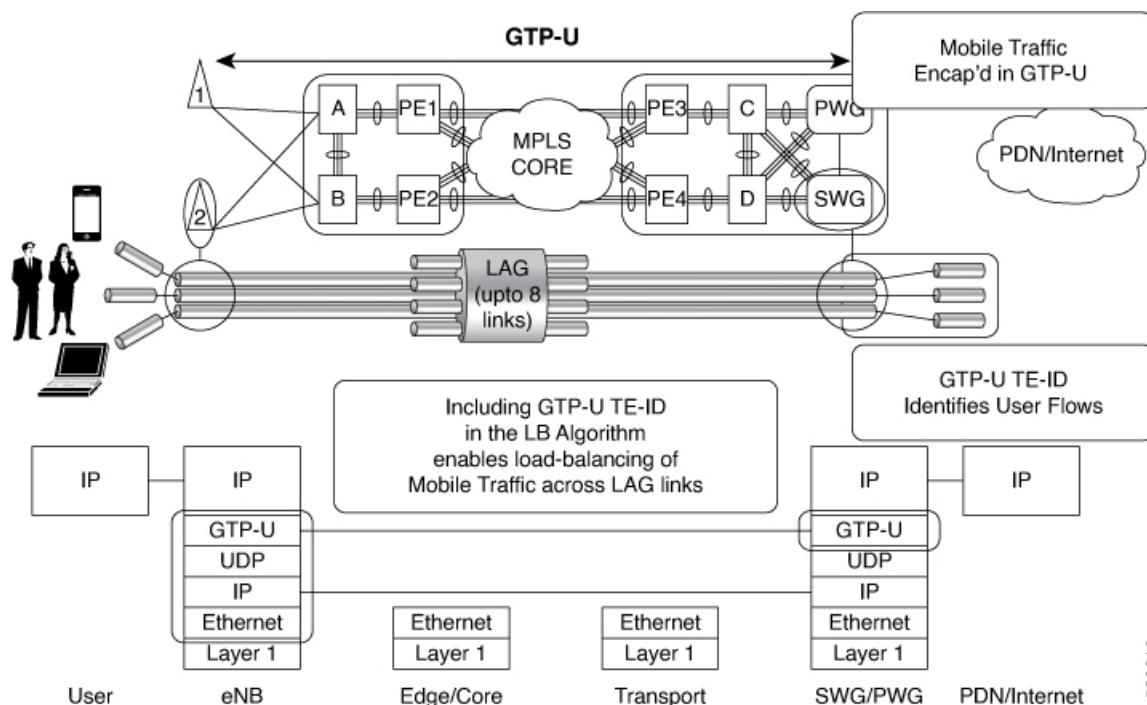 GTP-U
Mobile Traffic
Encap'd in GTP-U
1
A
PE1
PE3
C
PWG
MPLS
CORE
PDN/Internet
2
B
PE2
PE4
D
SWG
LAG
(upto 8
links)
GTP-U TE-ID
Identifies User Flows
Including GTP-U TE-ID
in the LB Algorithm
enables load-balancing of
Mobile Traffic across LAG links
IP
IP
IP
IP
GTP-U
GTP-U
UDP
UDP
IP
IP
Ethernet
Ethernet
Ethernet
Ethernet
Layer 1
Layer 1
Layer 1
Layer 1
User
eNB
Edge/Core
Transport
SWG/PWG
PDN/Internet